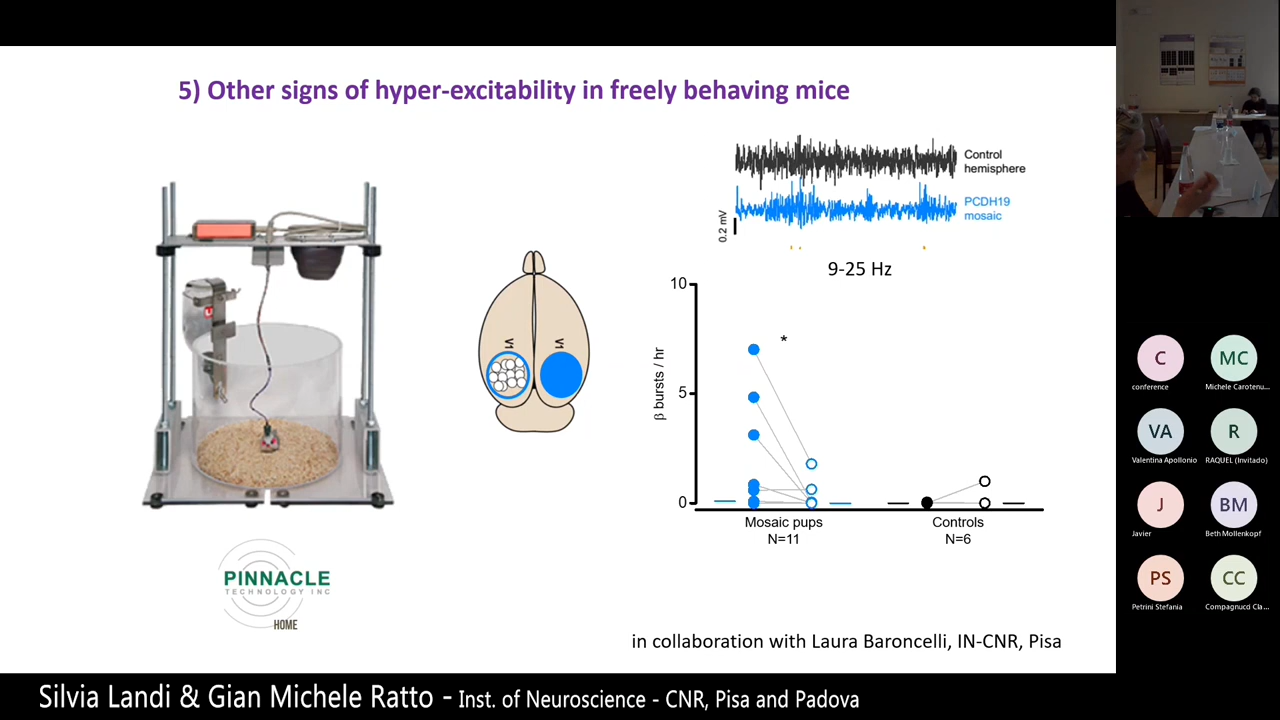 5) Other signs of hyper-excitability in freely behaving mice
Control
hemisphere
PCDH19
mosaic
0.2 mV
9-25 Hz
10
5
0
β bursts / hr
*
Mosaic pups
N=11
Controls
N=6
V1
V1
PINNACLE
TECHNOLOGY INC
HOME
in collaboration with Laura Baroncelli, IN-CNR, Pisa
Silvia Landi & Gian Michele Ratto - Inst. of Neuroscience - CNR, Pisa and Padova
C
conference
MC
Michele Carotenu...
VA
Valentina Apollonio
R
RAQUEL (Invitado)
J
Javier
BM
Beth Mollenkopf
PS
Petrini Stefania
CC
Compagnucci Cla...